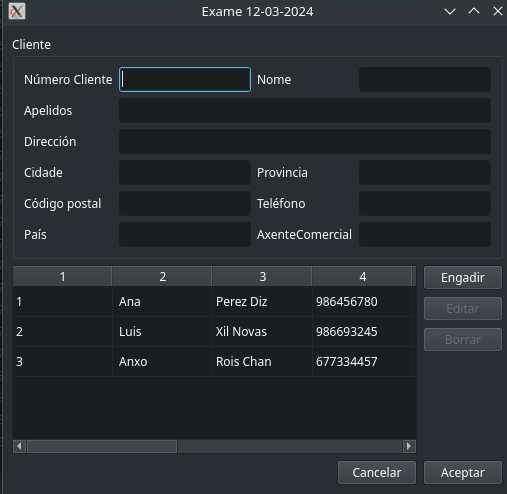 Exame 12-03-2024
Cliente
Número Cliente Nome
Apelidos
Dirección
Cidade Provincia
Código postal Teléfono
País AxenteComercial
1 2 3 4 Engadir
1 Ana Perez Diz 986456780 Editar
2 Luis Xil Novas 986693245 Borrar
3 Anxo Rois Chan 677334457
Cancelar Aceptar